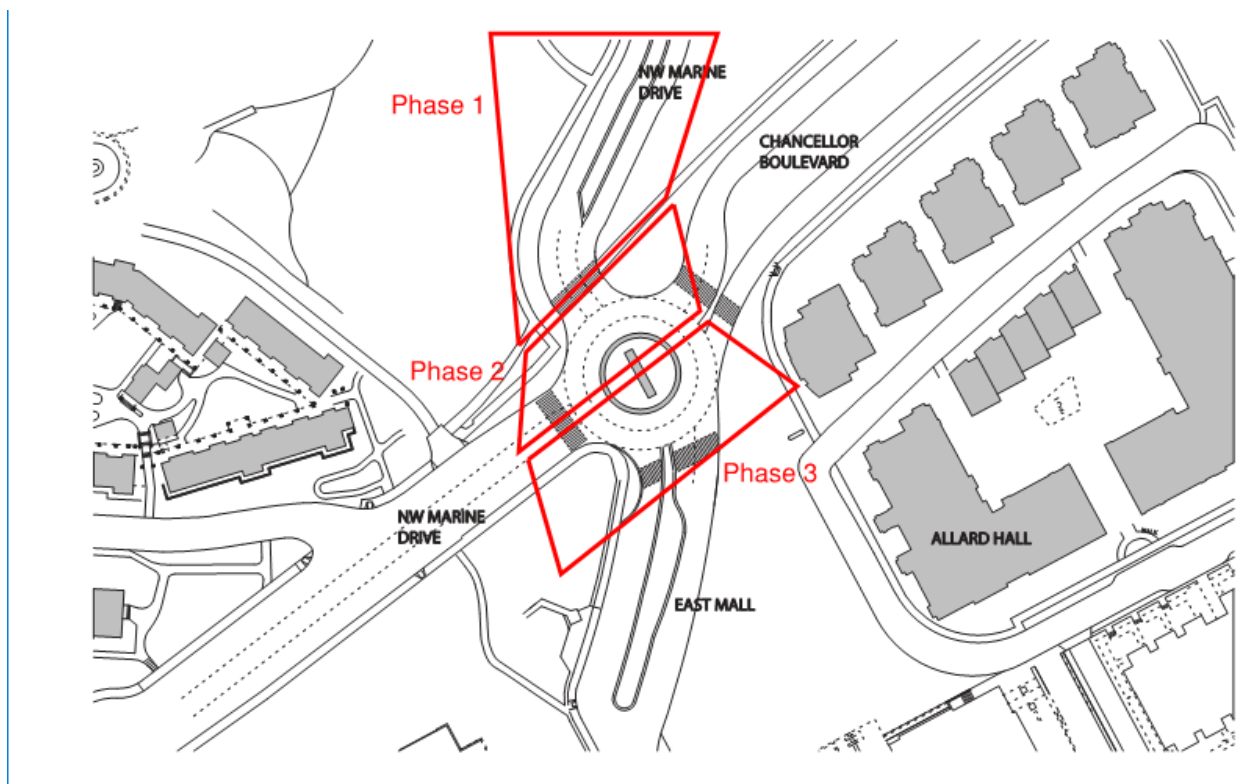 NW MARINE
DRIVE
Phase 1
CHANCELLOR
BOULEVARD
Phase 2
Phase 3
NW MARINE
DRIVE
ALLARD HALL
EAST MALL